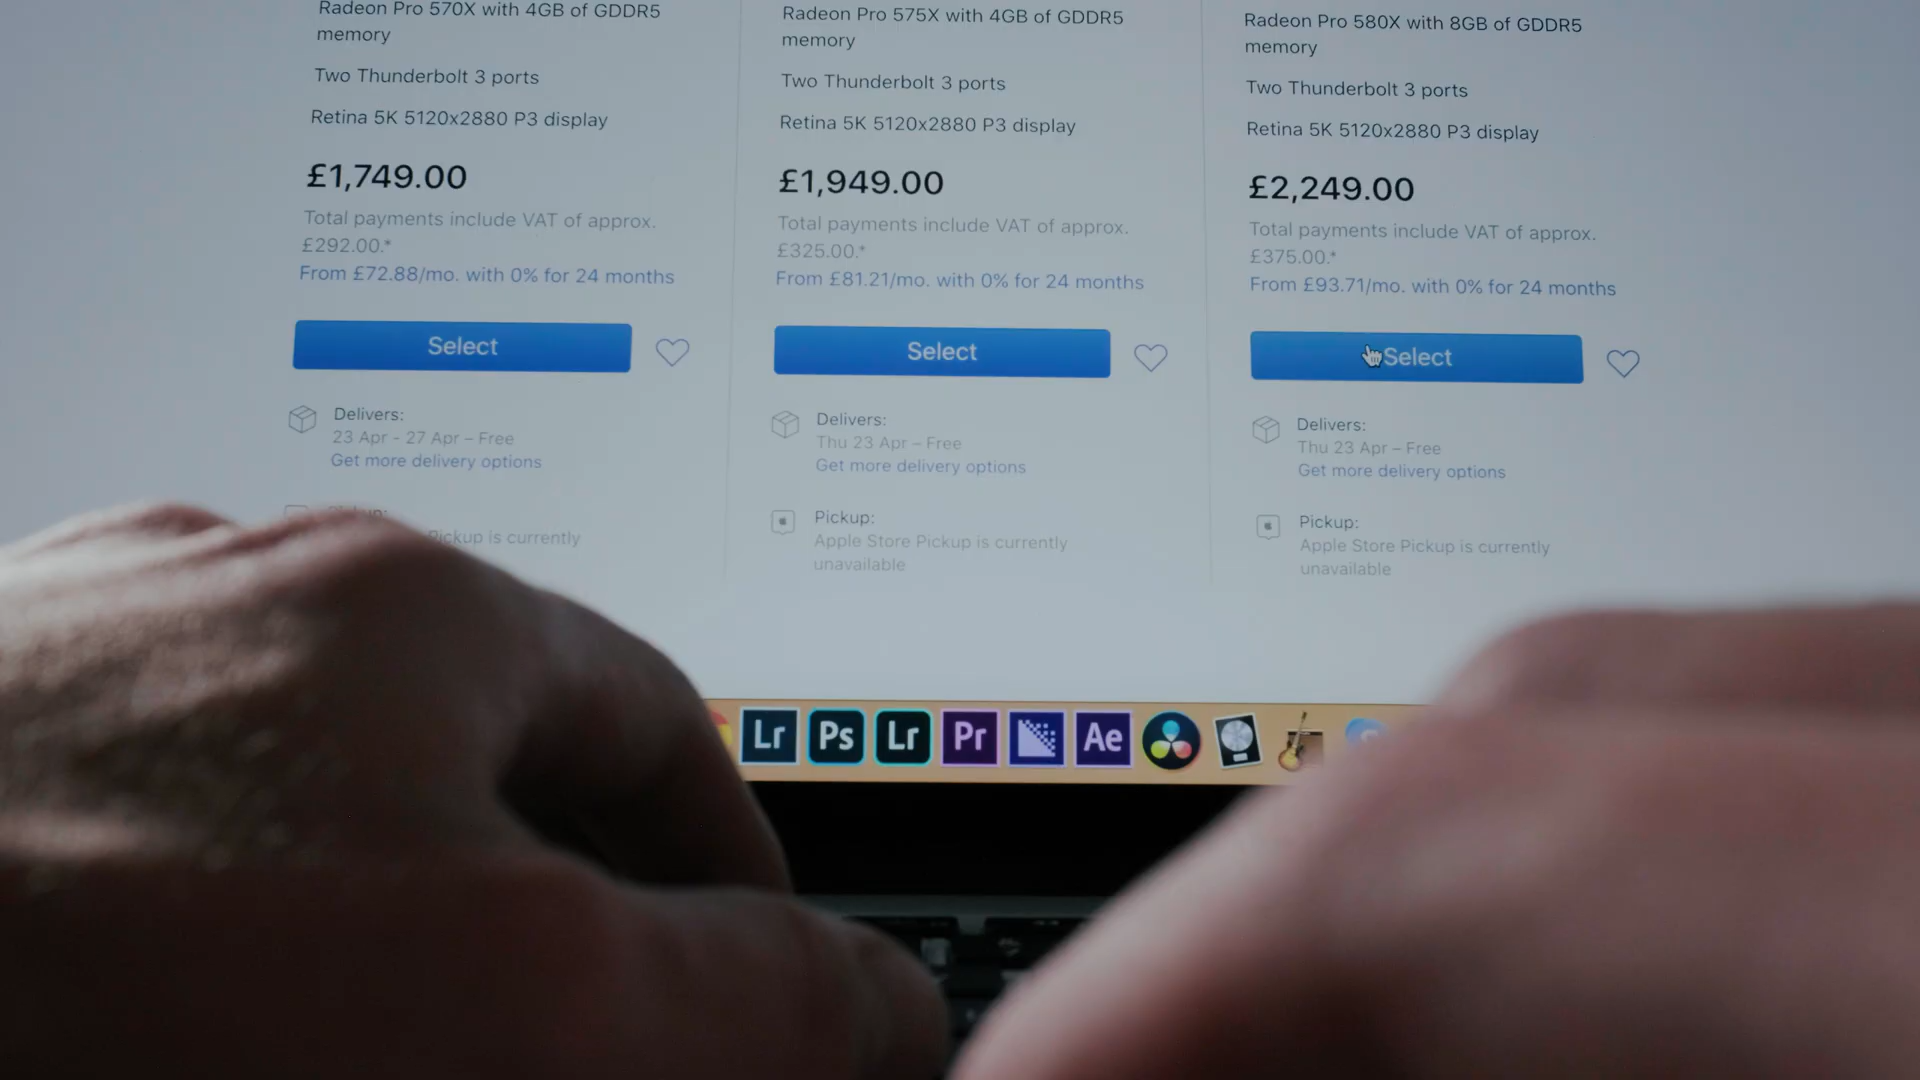 Radeon Pro 570X with 4GB of GDDR5
memory
Two Thunderbolt 3 ports
Retina 5K 5120x2880 P3 display
£1,749.00
Total payments include VAT of approx.
£292.00.*
From £72.88/mo. with 0% for 24 months
Select
Delivers:
23 Apr - 27 Apr – Free
Get more delivery options
Pickup:
Pickup is currently
Radeon Pro 575X with 4GB of GDDR5
memory
Two Thunderbolt 3 ports
Retina 5K 5120x2880 P3 display
£1,949.00
Total payments include VAT of approx.
£325.00.*
From £81.21/mo. with 0% for 24 months
Select
Delivers:
Thu 23 Apr – Free
Get more delivery options
Pickup:
Apple Store Pickup is currently
unavailable
Radeon Pro 580X with 8GB of GDDR5
memory
Two Thunderbolt 3 ports
Retina 5K 5120x2880 P3 display
£2,249.00
Total payments include VAT of approx.
£375.00.*
From £93.71/mo. with 0% for 24 months
Select
Delivers:
Thu 23 Apr – Free
Get more delivery options
Pickup:
Apple Store Pickup is currently
unavailable
Lr Ps Lr Pr Ae